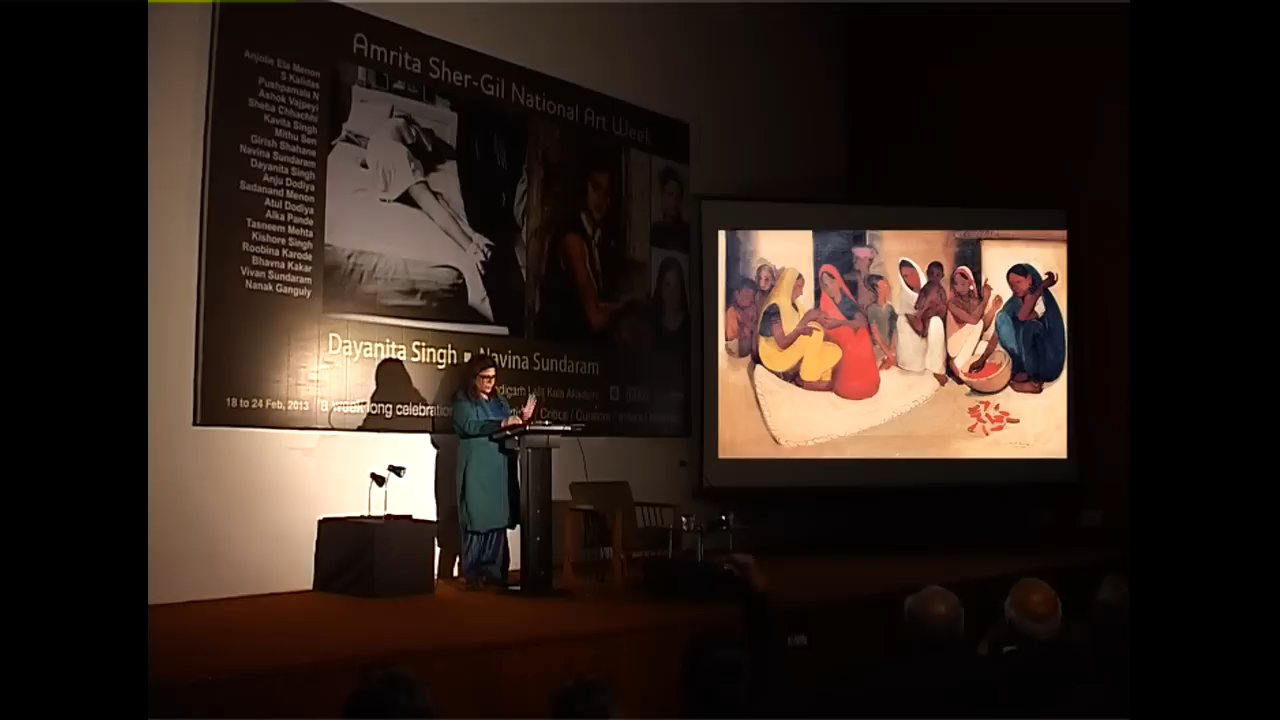 Amrita Sher-Gil National Art Week
Anjolie Ela Menon
S Kalidas
Pushpamala N
Ashok Vajpeyi
Sheba Chhachhi
Kavita Singh
Mithu Sen
Girish Shahane
Navina Sundaram
Dayanita Singh
Anju Dodiya
Sadanand Menon
Atul Dodiya
Alka Pande
Tasneem Mehta
Kishore Singh
Roobina Karode
Bhavna Kakar
Vivan Sundaram
Nanak Ganguly
Dayanita Singh ▪ Navina Sundaram
digarh Lalit Kala Akademi
18 to 24 Feb, 2013 a week long celebration / Critics / Curators